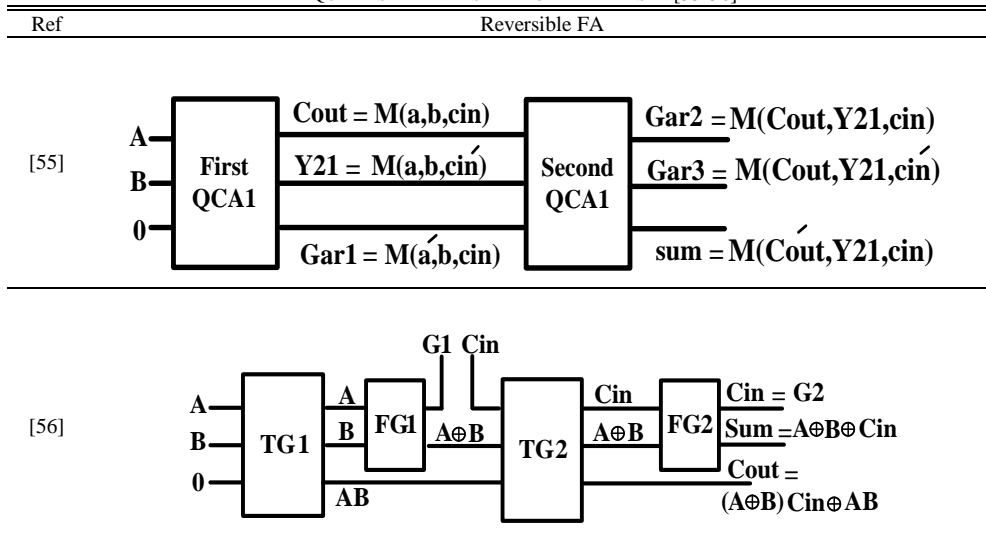 Ref Reversible FA
[55]
A
B
0
First
QCA1
Cout = M(a,b,cin)
Y21 = M(a,b,ciń)
Gar1 = M(á,b,cin)
Second
QCA1
Gar2 = M(Cout,Y21,cin)
Gar3 = M(Cout,Y21,ciń)
sum = M(Coút,Y21,cin)
[56]
G1 Cin
A
B
0
TG1
A
B
AB
FG1
A⊕B
TG2
Cin
A⊕B
FG2
Cin = G2
Sum =A⊕B⊕Cin
Cout =
(A⊕B)Cin⊕AB